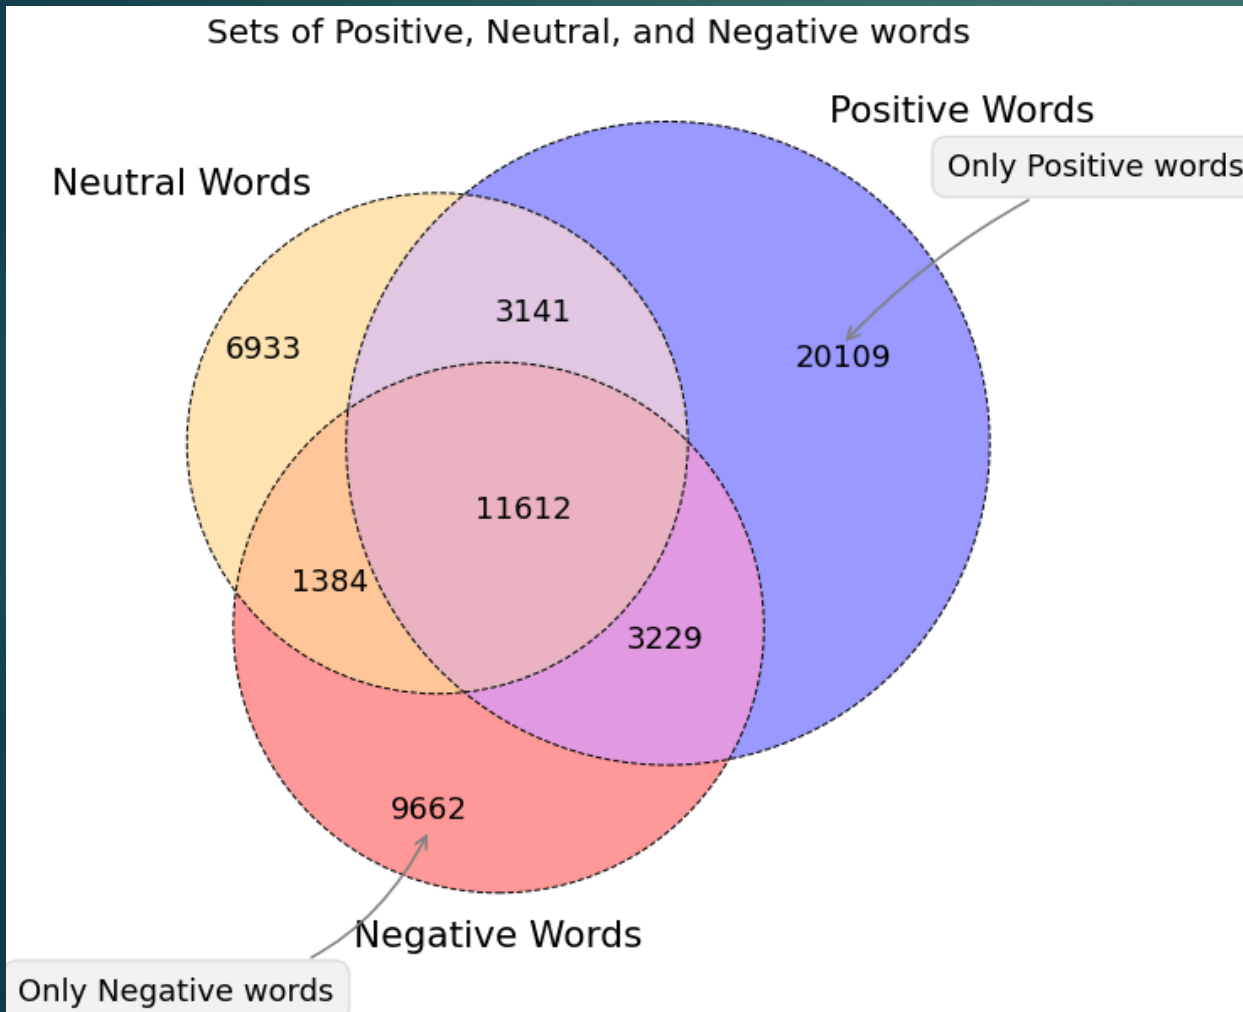 Sets of Positive, Neutral, and Negative words
Positive Words
Only Positive words
Neutral Words
3141
6933
20109
11612
1384
3229
9662
Negative Words
Only Negative words